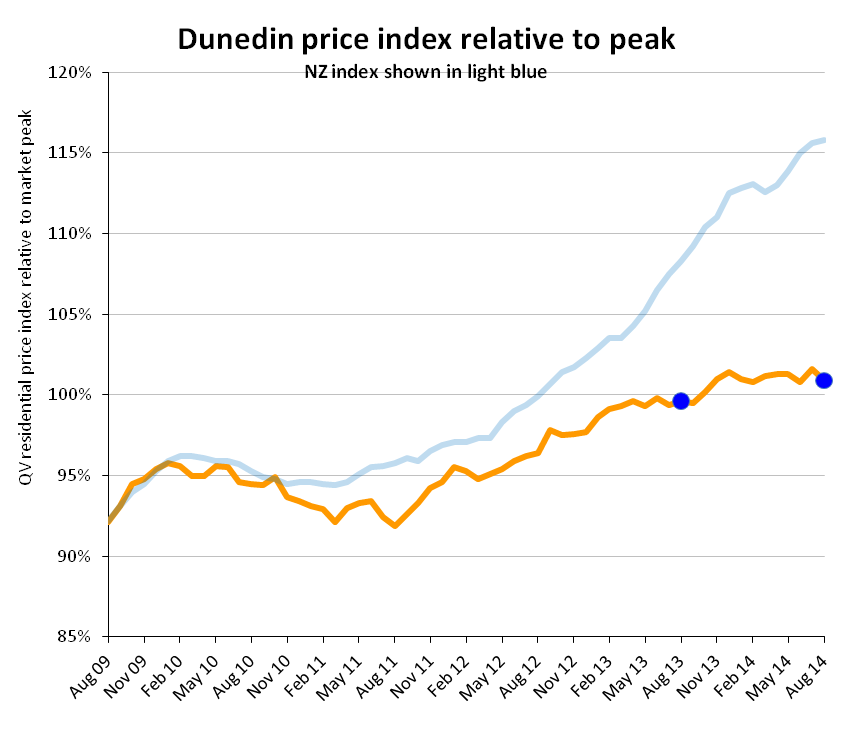 Dunedin price index relative to peak
NZ index shown in light blue
QV residential price index relative to market peak
120%
115%
110%
105%
100%
95%
90%
85%
Aug 09
Nov 09
Feb 10
May 10
Aug 10
Nov 10
Feb 11
May 11
Aug 11
Nov 11
Feb 12
May 12
Aug 12
Nov 12
Feb 13
May 13
Aug 13
Nov 13
Feb 14
May 14
Aug 14